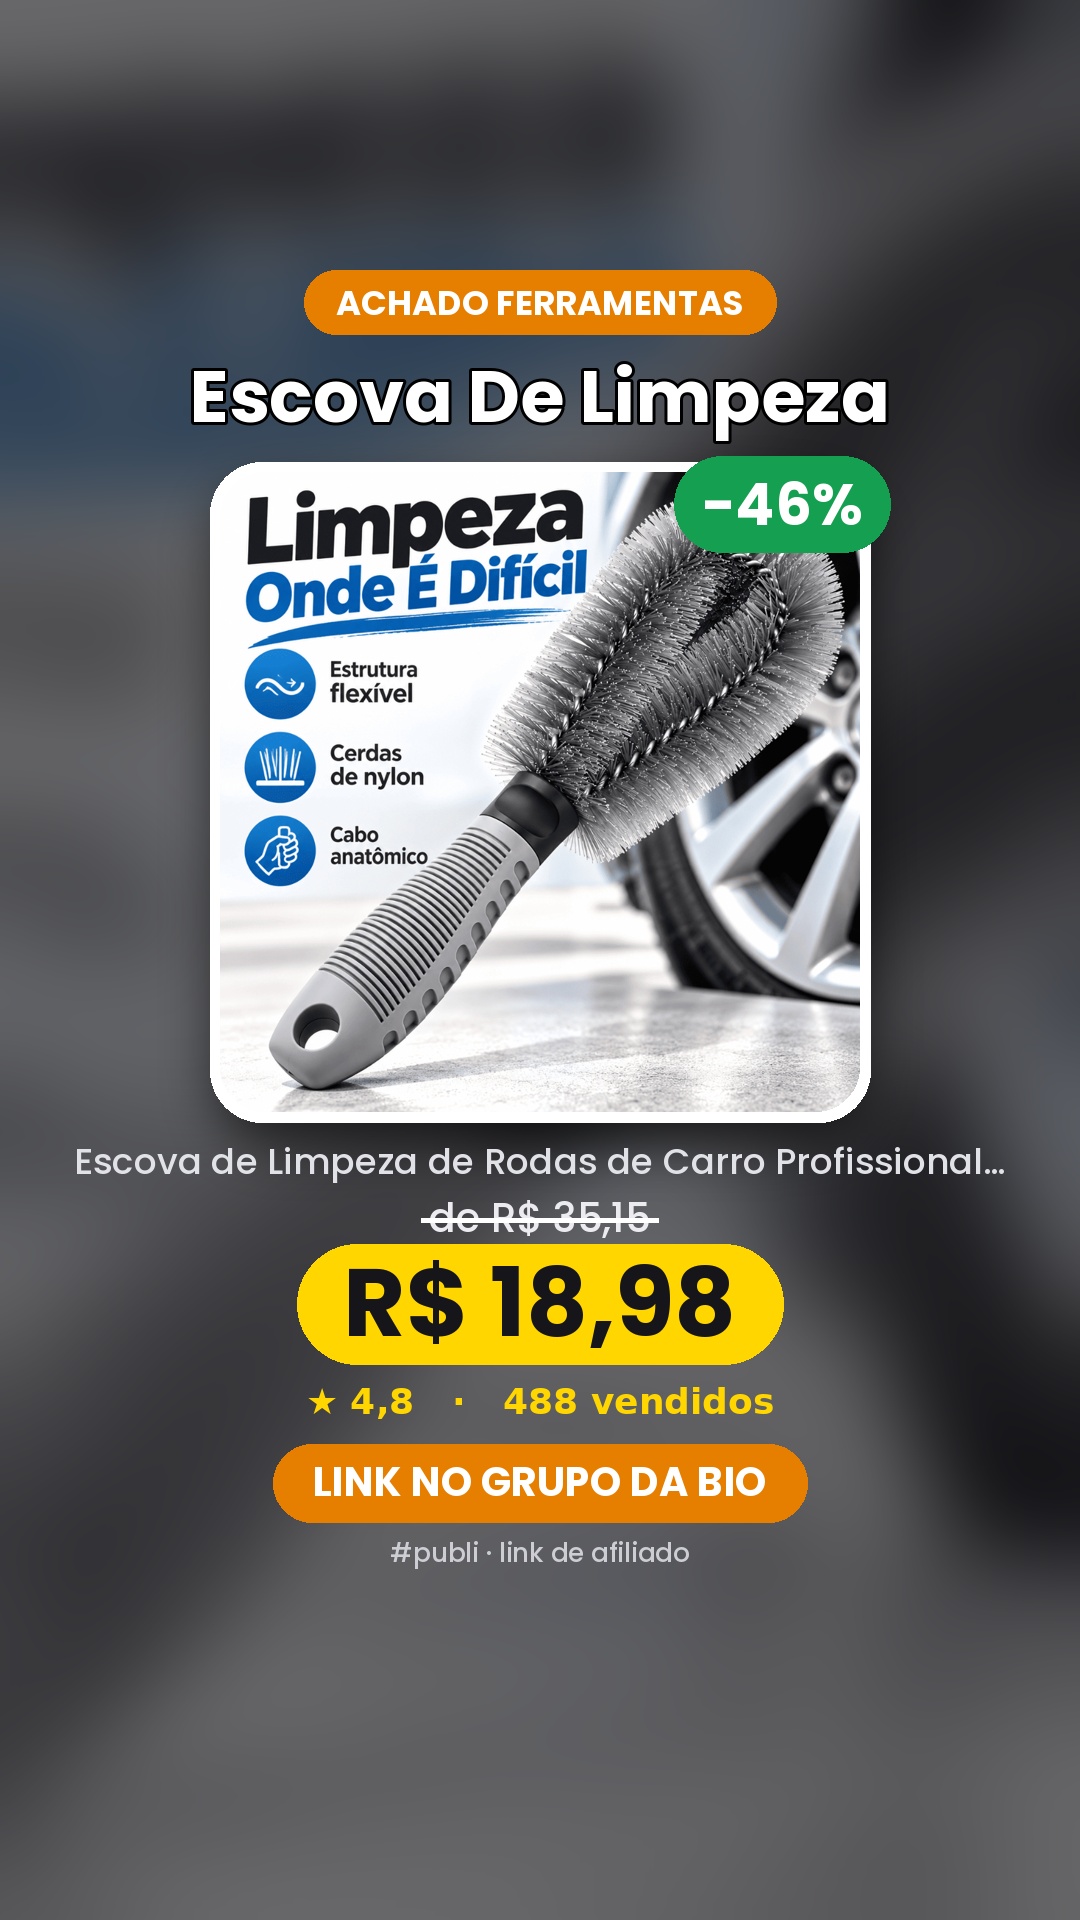 ACHADO FERRAMENTAS
Escova De Limpeza
-46%
Limpeza
Onde É Difícil
Estrutura
flexível
Cerdas
de nylon
Cabo
anatômico
Escova de Limpeza de Rodas de Carro Profissional...
de R$ 35,15
R$ 18,98
★ 4,8 · 488 vendidos
LINK NO GRUPO DA BIO
#publi · link de afiliado